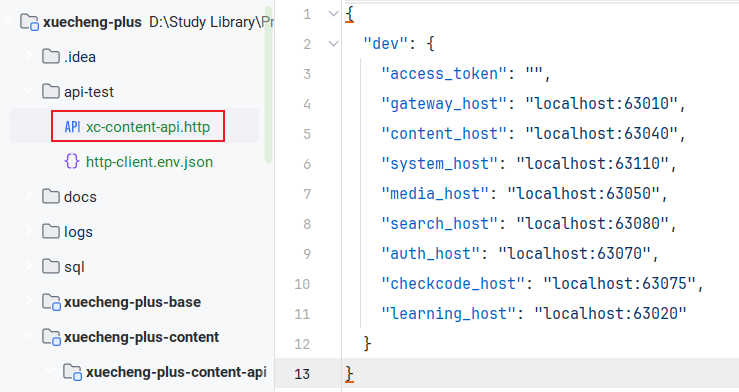 xuecheng-plus D:\Study Library\Pr
.idea
api-test
API xc-content-api.http
{} http-client.env.json
docs
logs
sql
xuecheng-plus-base
xuecheng-plus-content
xuecheng-plus-content-api
1 {
2 "dev": {
3 "access_token": "",
4 "gateway_host": "localhost:63010",
5 "content_host": "localhost:63040",
6 "system_host": "localhost:63110",
7 "media_host": "localhost:63050",
8 "search_host": "localhost:63080",
9 "auth_host": "localhost:63070",
10 "checkcode_host": "localhost:63075",
11 "learning_host": "localhost:63020"
12 }
13 }